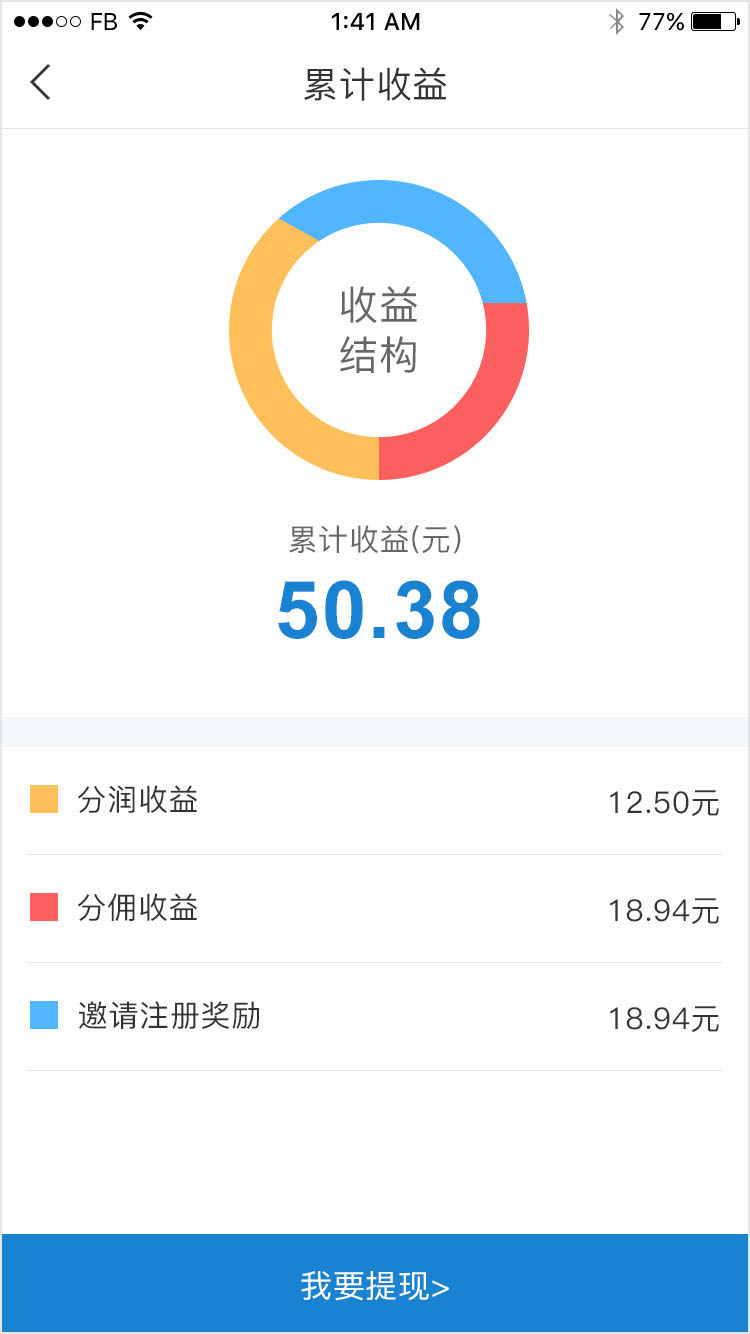 FB 1:41 AM 77%
累计收益
收益
结构
累计收益(元)
50.38
分润收益 12.50元
分佣收益 18.94元
邀请注册奖励 18.94元
我要提现>